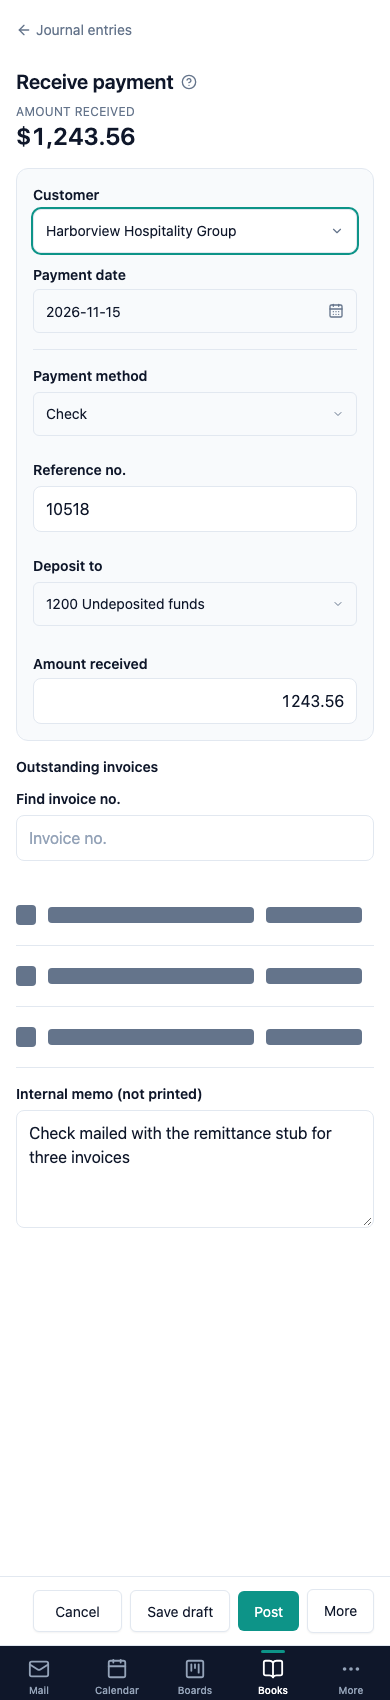 Journal entries
Receive payment
AMOUNT RECEIVED
$1,243.56
Customer
Harborview Hospitality Group
Payment date
2026-11-15
Payment method
Check
Reference no.
10518
Deposit to
1200 Undeposited funds
Amount received
1243.56
Outstanding invoices
Find invoice no.
Invoice no.
Internal memo (not printed)
Check mailed with the remittance stub for
three invoices
Cancel
Save draft
Post
More
Mail
Calendar
Boards
Books
More